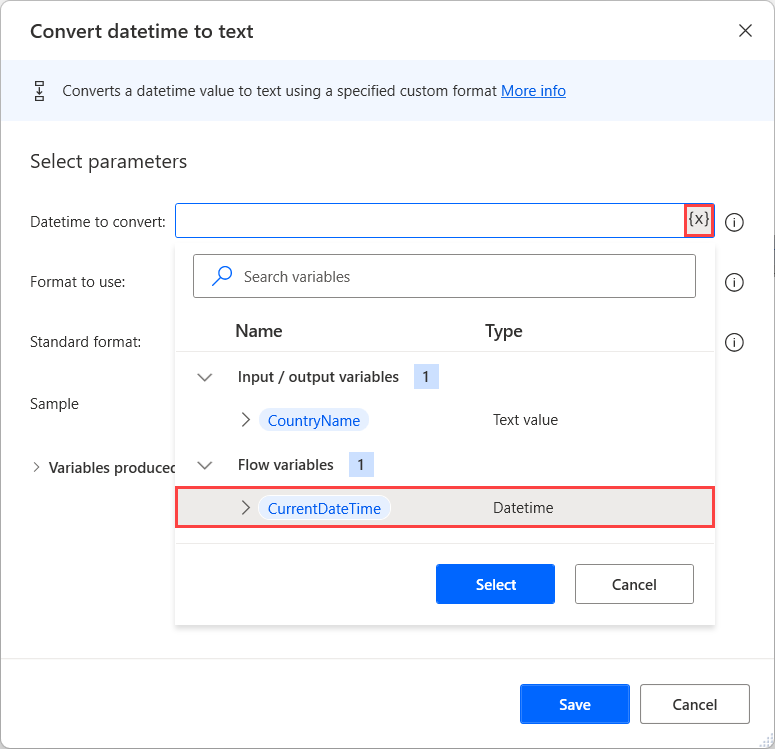 Convert datetime to text
Converts a datetime value to text using a specified custom format More info
Select parameters
Datetime to convert: {x}
Format to use:
Search variables
Name Type
Standard format:
Input / output variables 1
Sample
CountryName Text value
Flow variables 1
Variables produced
CurrentDateTime Datetime
Select Cancel
Save Cancel